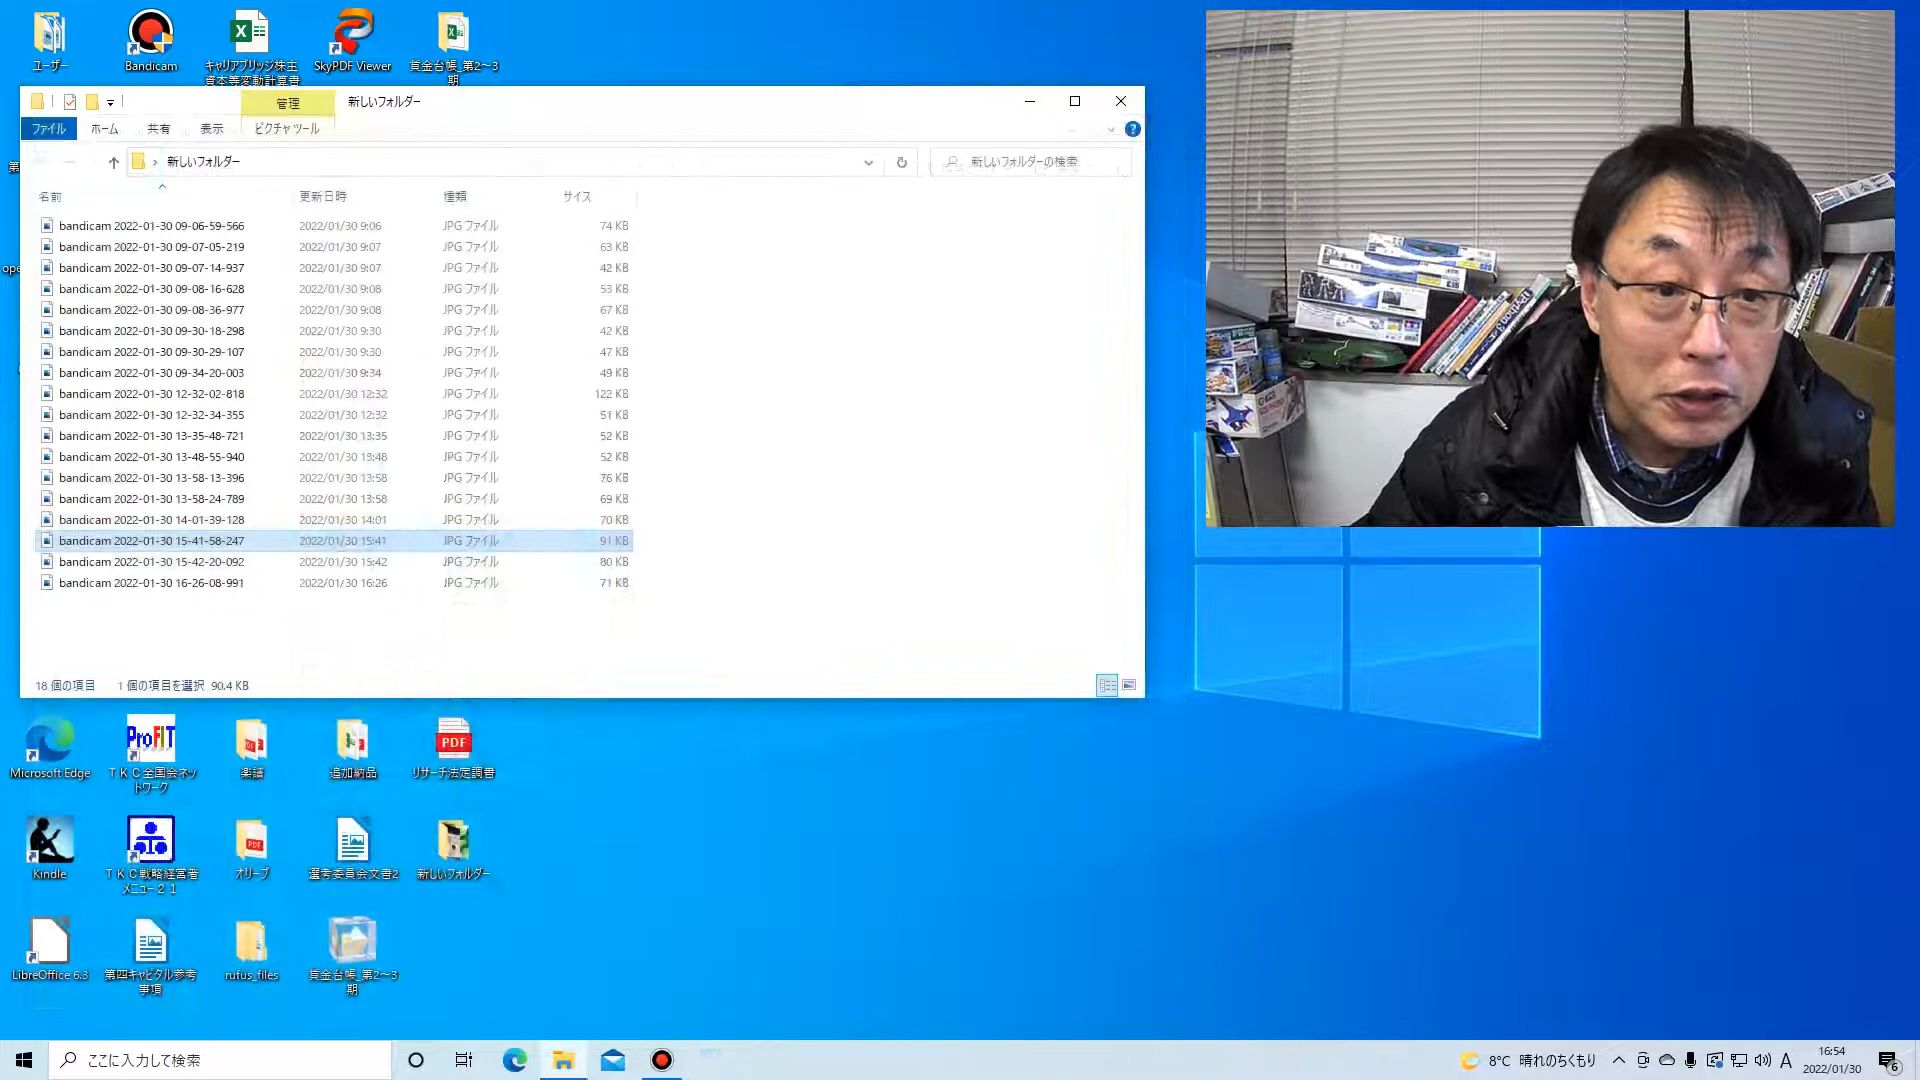 ユーザー
Bandicam
キャリアブリッジ株主
資本等変動計算書
SkyPDF Viewer
賃金台帳_第2～3
期
管理
新しいフォルダー
ファイル
ホーム
共有
表示
ピクチャ ツール
新しいフォルダー
新しいフォルダーの検索
名前
更新日時
種類
サイズ
bandicam 2022-01-30 09-06-59-566 2022/01/30 9:06 JPG ファイル 74 KB
bandicam 2022-01-30 09-07-05-219 2022/01/30 9:07 JPG ファイル 63 KB
bandicam 2022-01-30 09-07-14-937 2022/01/30 9:07 JPG ファイル 42 KB
bandicam 2022-01-30 09-08-16-628 2022/01/30 9:08 JPG ファイル 53 KB
bandicam 2022-01-30 09-08-36-977 2022/01/30 9:08 JPG ファイル 67 KB
bandicam 2022-01-30 09-30-18-298 2022/01/30 9:30 JPG ファイル 42 KB
bandicam 2022-01-30 09-30-29-107 2022/01/30 9:30 JPG ファイル 47 KB
bandicam 2022-01-30 09-34-20-003 2022/01/30 9:34 JPG ファイル 49 KB
bandicam 2022-01-30 12-32-02-818 2022/01/30 12:32 JPG ファイル 122 KB
bandicam 2022-01-30 12-32-34-355 2022/01/30 12:32 JPG ファイル 51 KB
bandicam 2022-01-30 13-35-48-721 2022/01/30 13:35 JPG ファイル 52 KB
bandicam 2022-01-30 13-48-55-940 2022/01/30 13:48 JPG ファイル 52 KB
bandicam 2022-01-30 13-58-13-396 2022/01/30 13:58 JPG ファイル 76 KB
bandicam 2022-01-30 13-58-24-789 2022/01/30 13:58 JPG ファイル 69 KB
bandicam 2022-01-30 14-01-39-128 2022/01/30 14:01 JPG ファイル 70 KB
bandicam 2022-01-30 15-41-58-247 2022/01/30 15:41 JPG ファイル 91 KB
bandicam 2022-01-30 15-42-20-092 2022/01/30 15:42 JPG ファイル 80 KB
bandicam 2022-01-30 16-26-08-991 2022/01/30 16:26 JPG ファイル 71 KB
18 個の項目
1 個の項目を選択 90.4 KB
Microsoft Edge
ProFIT
ＴＫＣ全国会ネッ
トワーク
楽譜
追加納品
PDF
リサーチ法定調書
Kindle
ＴＫＣ戦略経営者
メニュー２１
PDF
オリーブ
選考委員会文書2
新しいフォルダー
LibreOffice 6.3
第四キャピタル参考
事項
rufus_files
賃金台帳_第2～3
期
ここに入力して検索
8°C 晴れのちくもり
A
16:54
2022/01/30
6